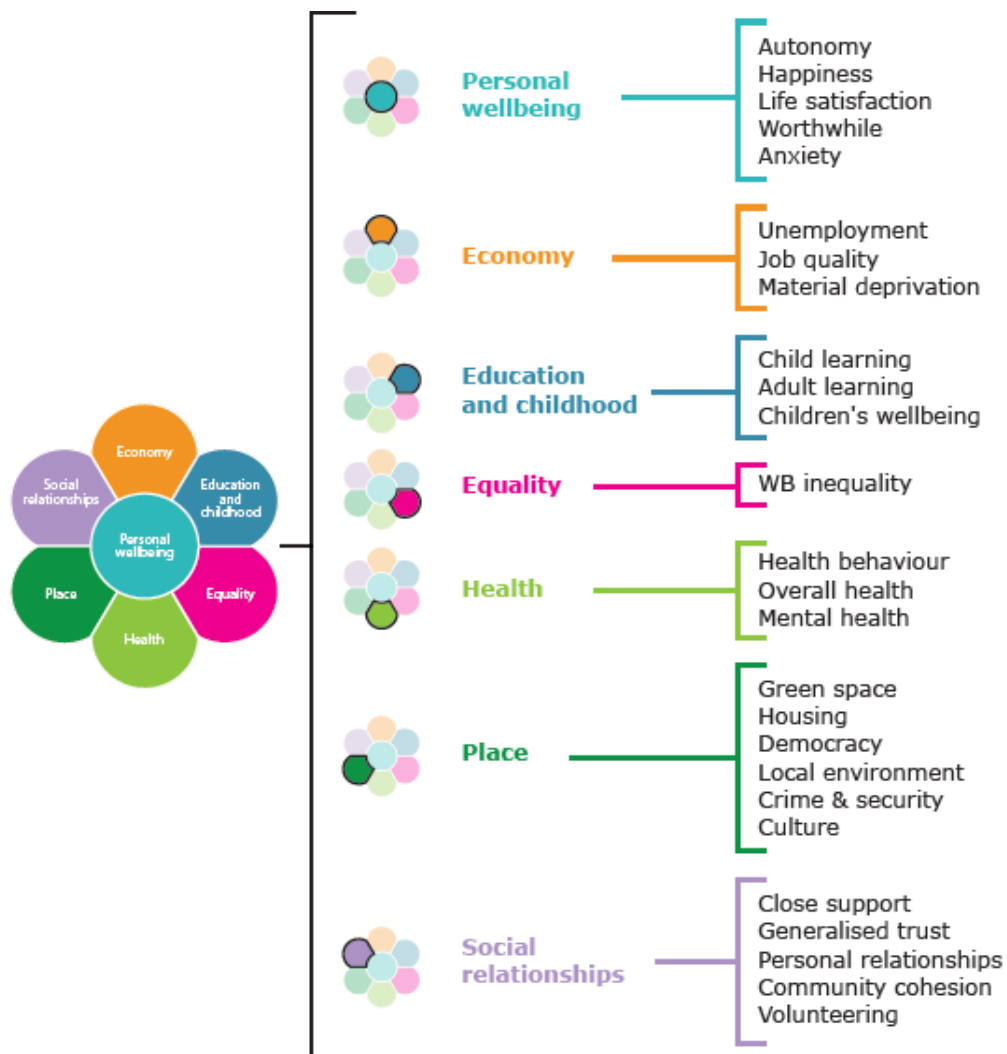 Economy
Social
relationships
Education
and
childhood
Personal
wellbeing
Place
Equality
Health
Personal
wellbeing
Autonomy
Happiness
Life satisfaction
Worthwhile
Anxiety
Economy
Unemployment
Job quality
Material deprivation
Education
and childhood
Child learning
Adult learning
Children's wellbeing
Equality
WB inequality
Health
Health behaviour
Overall health
Mental health
Place
Green space
Housing
Democracy
Local environment
Crime & security
Culture
Social
relationships
Close support
Generalised trust
Personal relationships
Community cohesion
Volunteering